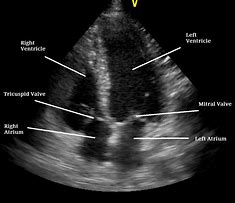 V
Right
Ventricle
Left
Ventricle
Tricuspid Valve
Mitral Valve
Right
Atrium
Left Atrium